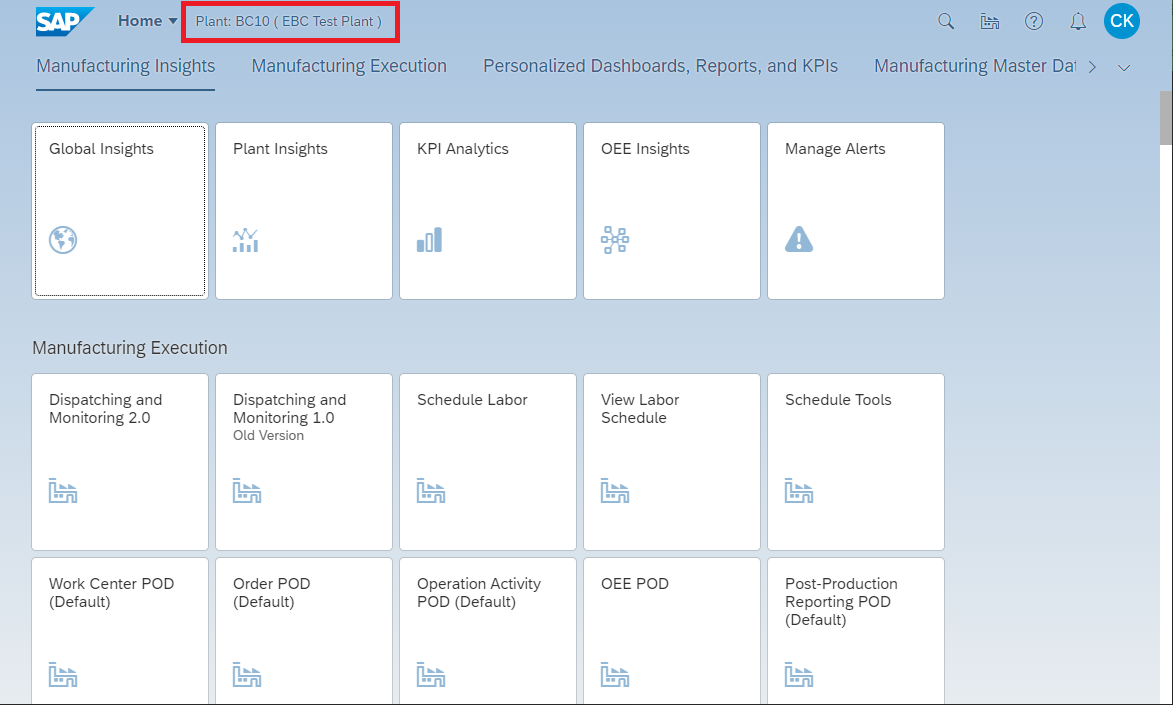 SAP Home Plant: BC10 ( EBC Test Plant ) CK
Manufacturing Insights Manufacturing Execution Personalized Dashboards, Reports, and KPIs Manufacturing Master Dat
Global Insights
Plant Insights
KPI Analytics
OEE Insights
Manage Alerts
Manufacturing Execution
Dispatching and
Monitoring 2.0
Dispatching and
Monitoring 1.0
Old Version
Schedule Labor
View Labor
Schedule
Schedule Tools
Work Center POD
(Default)
Order POD
(Default)
Operation Activity
POD (Default)
OEE POD
Post-Production
Reporting POD
(Default)